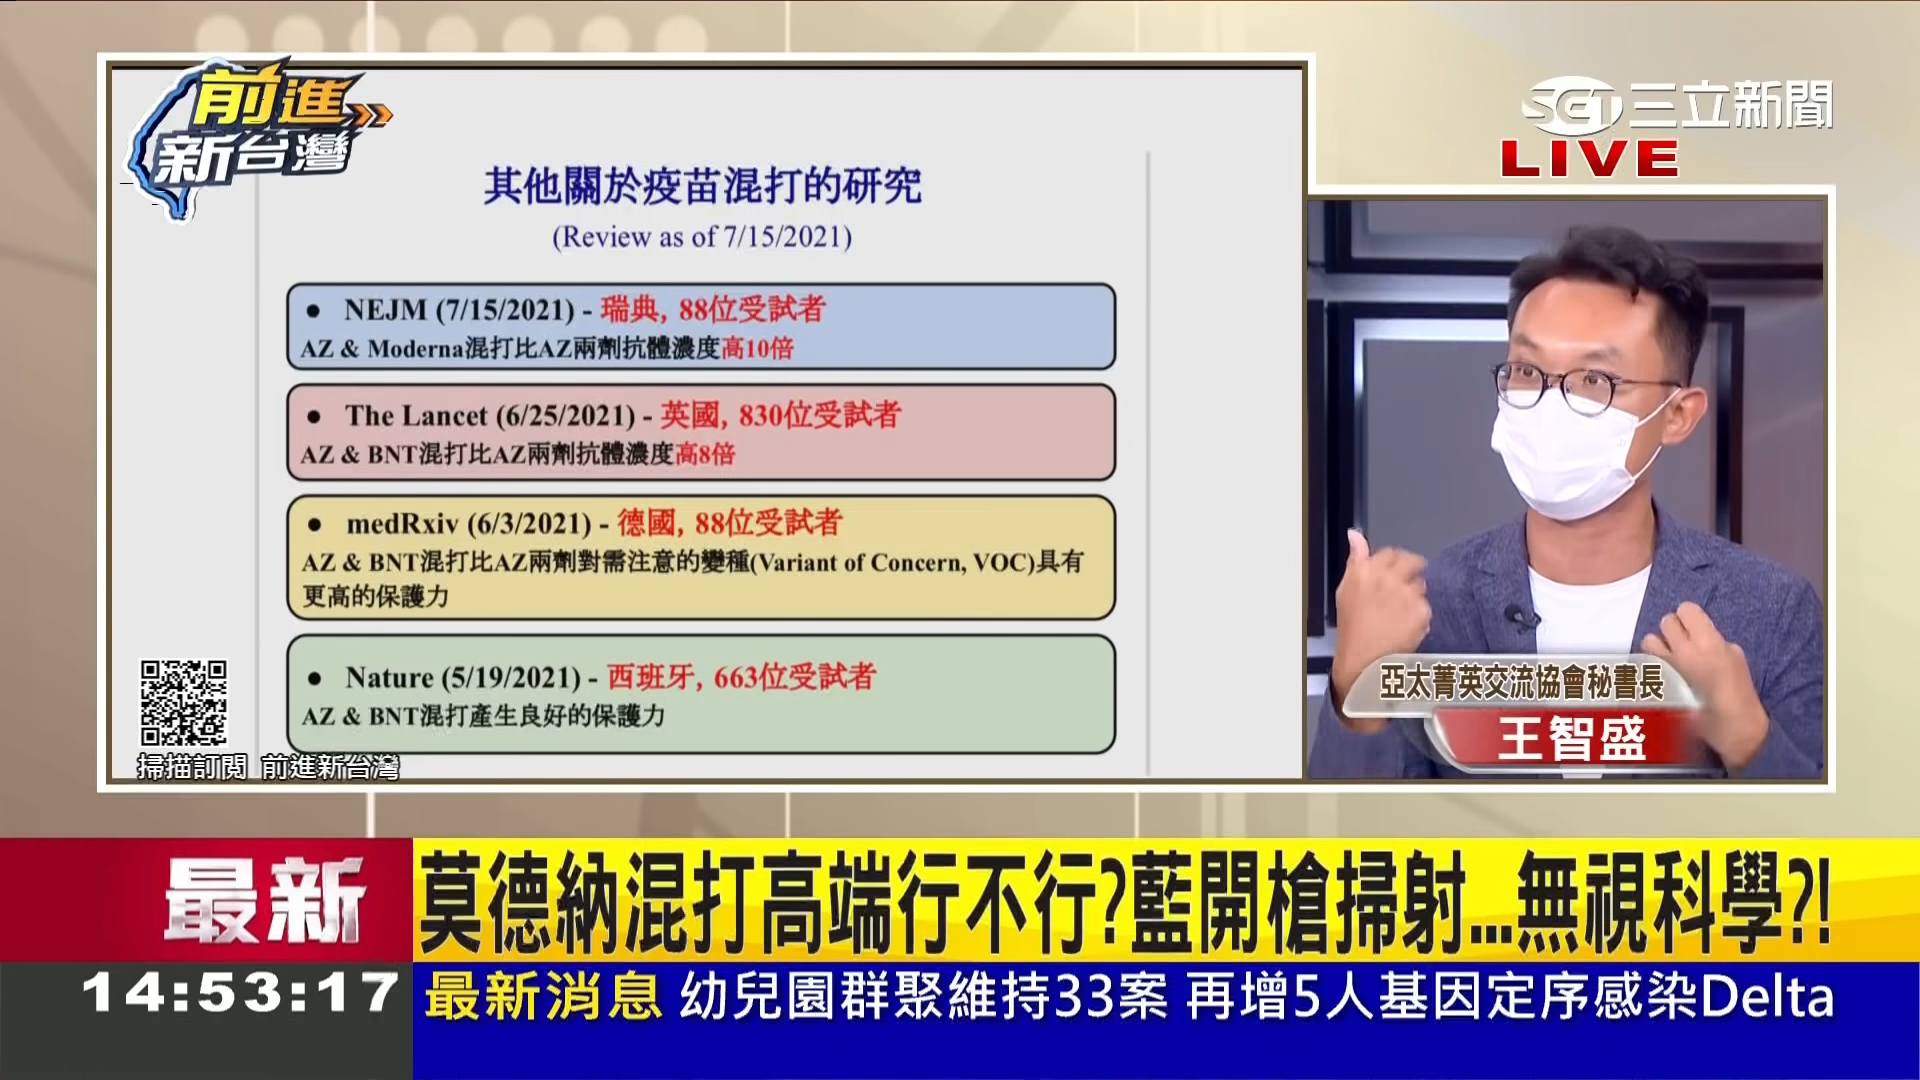 前進
新台灣
SET三立新聞
LIVE
其他關於疫苗混打的研究
(Review as of 7/15/2021)
● NEJM (7/15/2021) - 瑞典, 88位受試者
AZ & Moderna混打比AZ兩劑抗體濃度高10倍
● The Lancet (6/25/2021) - 英國, 830位受試者
AZ & BNT混打比AZ兩劑抗體濃度高8倍
● medRxiv (6/3/2021) - 德國, 88位受試者
AZ & BNT混打比AZ兩劑對需注意的變種(Variant of Concern, VOC)具有
更高的保護力
● Nature (5/19/2021) - 西班牙, 663位受試者
AZ & BNT混打產生良好的保護力
掃描訂閱 前進新台灣
亞太菁英交流協會秘書長
王智盛
最新
莫德納混打高端行不行?藍開槍掃射...無視科學?!
14:53:17
最新消息 幼兒園群聚維持33案 再增5人基因定序感染Delta